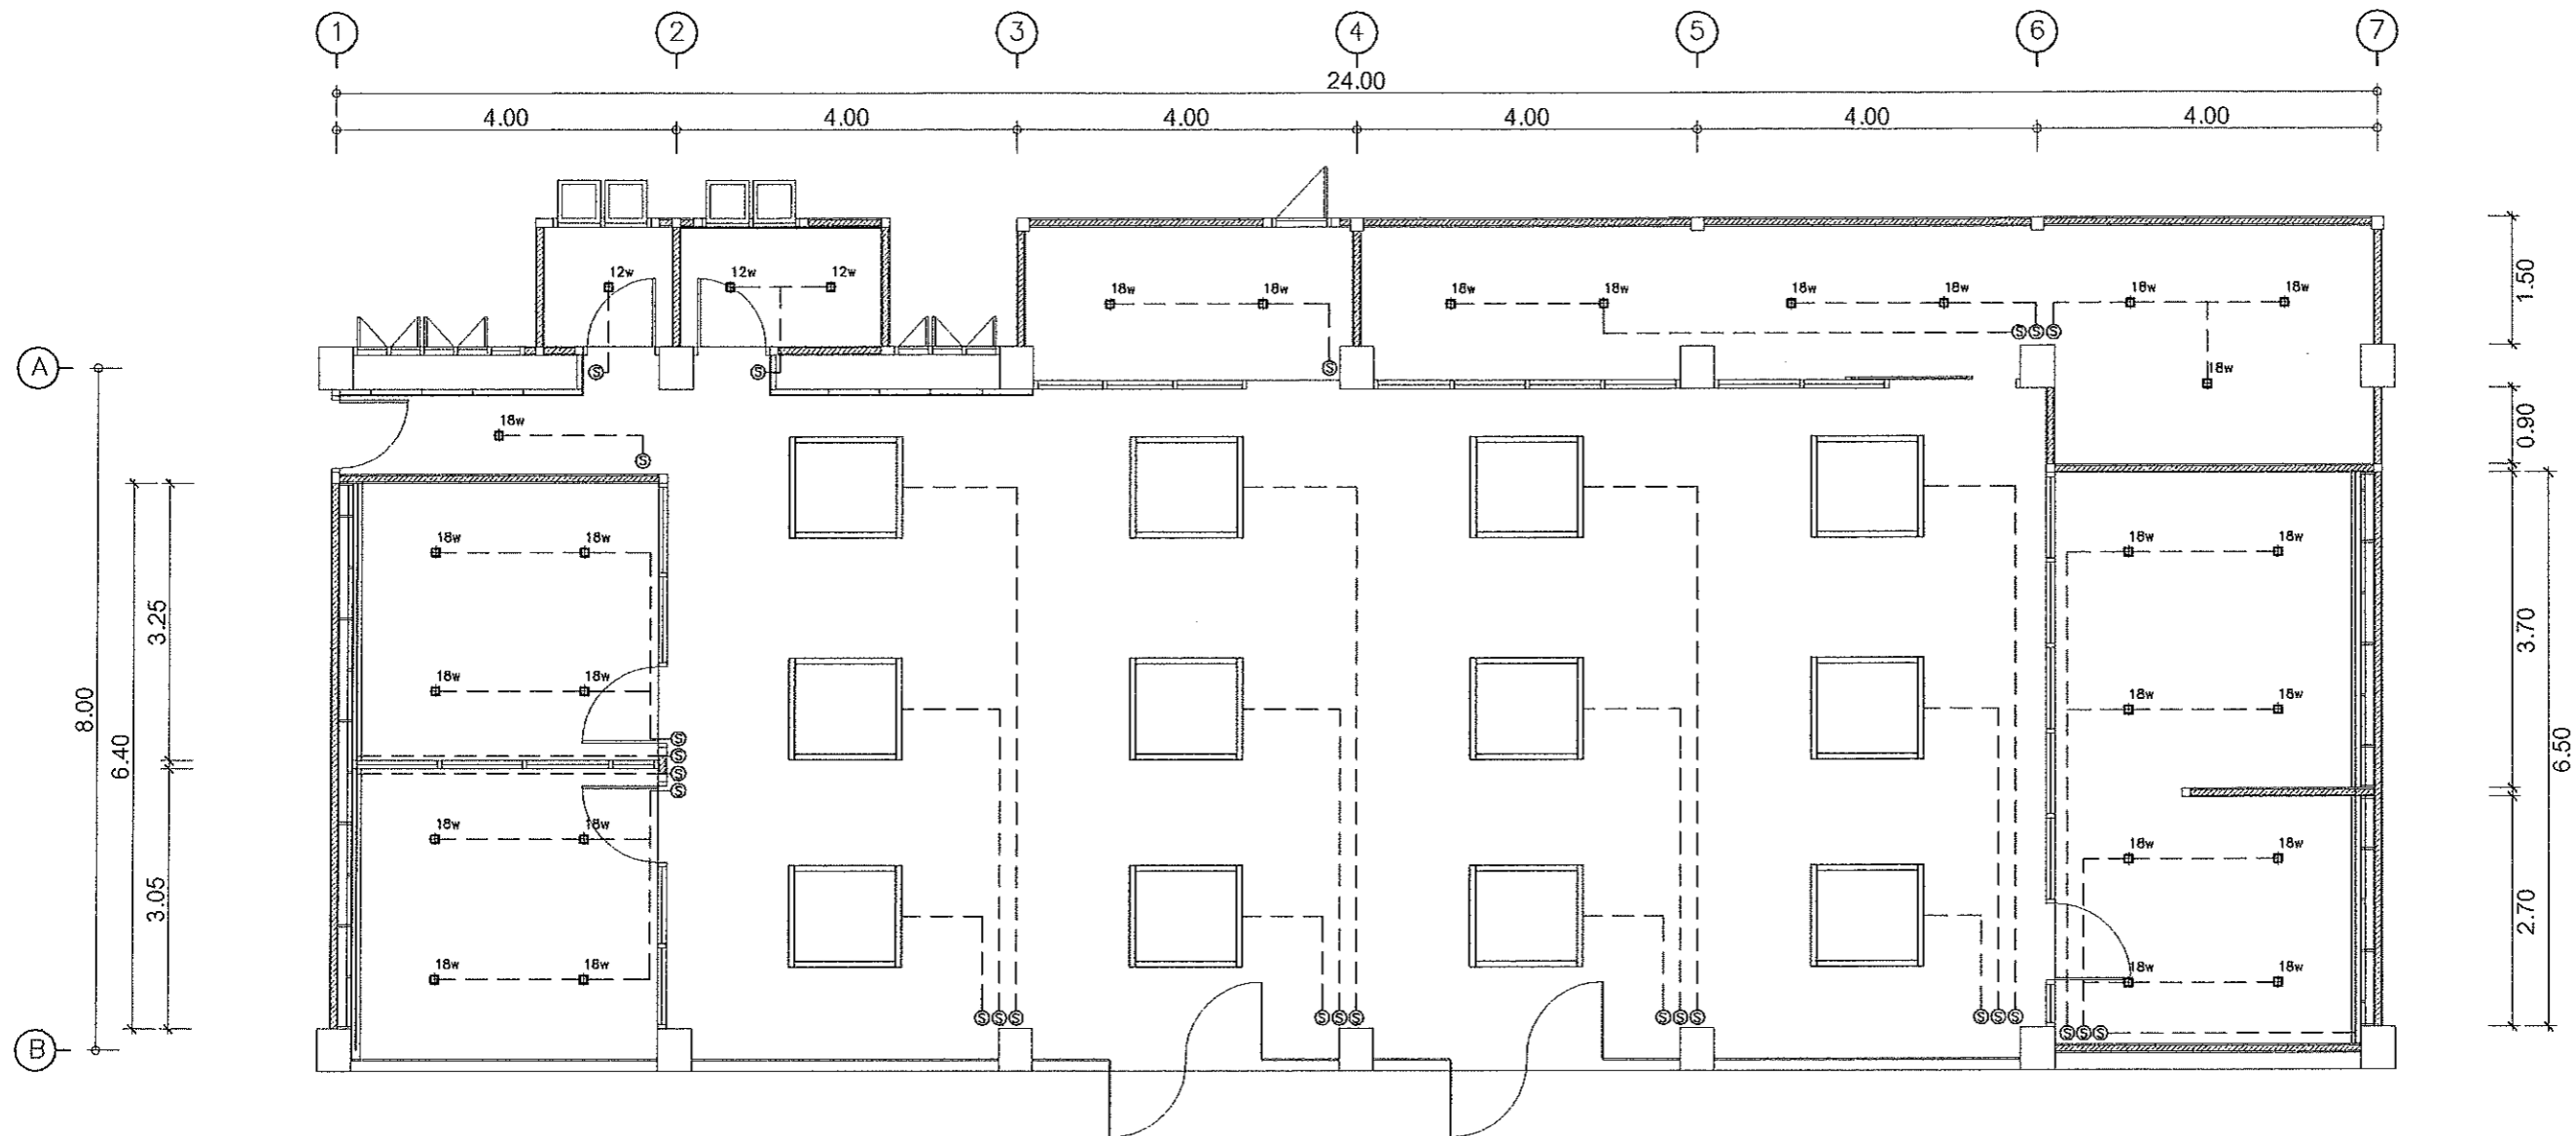 1 2 3 4 5 6 7
24.00
4.00 4.00 4.00 4.00 4.00 4.00
12w 12w 12w
18w 18w 18w 18w 18w 18w 18w 18w
1.50
S S S
A S S S
18w
18w
0.90
S
18w 18w 18w 18w
3.25
3.70
8.00
6.40
6.50
18w 18w 18w 18w
S
S
S
S
3.05
18w 18w 18w 18w
2.70
18w 18w 18w 18w
S S S S S S S S S S S S
S S S
B